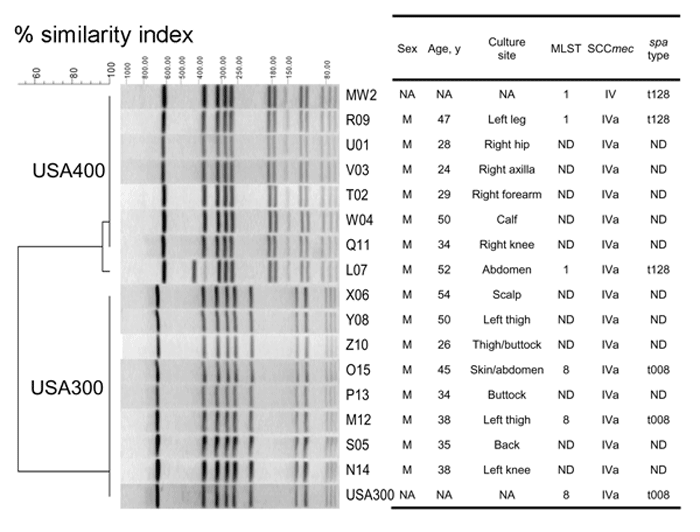 % similarity index
60
80
100
1000
800.00
600.00
500.00
400.00
300.00
250.00
180.00
150.00
80.00
Sex Age, y Culture site MLST SCCmec spa type
USA400
USA300
MW2 NA NA NA 1 IV t128
R09 M 47 Left leg 1 IVa t128
U01 M 28 Right hip ND IVa ND
V03 M 24 Right axilla ND IVa ND
T02 M 29 Right forearm ND IVa ND
W04 M 50 Calf ND IVa ND
Q11 M 34 Right knee ND IVa ND
L07 M 52 Abdomen 1 IVa t128
X06 M 54 Scalp ND IVa ND
Y08 M 50 Left thigh ND IVa ND
Z10 M 26 Thigh/buttock ND IVa ND
O15 M 45 Skin/abdomen 8 IVa t008
P13 M 34 Buttock ND IVa ND
M12 M 38 Left thigh 8 IVa t008
S05 M 35 Back ND IVa ND
N14 M 38 Left knee ND IVa ND
USA300 NA NA NA 8 IVa t008